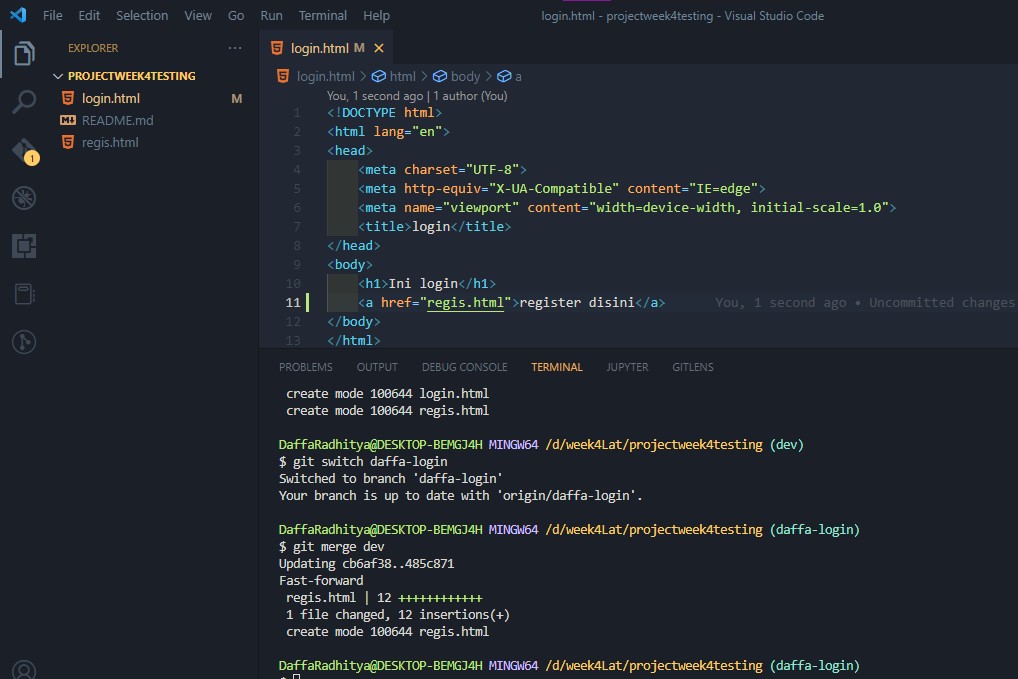 File Edit Selection View Go Run Terminal Help
login.html - projectweek4testing - Visual Studio Code
EXPLORER
PROJECTWEEK4TESTING
login.html M
README.md
regis.html
1
login.html M
login.html > html > body > a
You, 1 second ago | 1 author (You)
1 <!DOCTYPE html>
2 <html lang="en">
3 <head>
4 <meta charset="UTF-8">
5 <meta http-equiv="X-UA-Compatible" content="IE=edge">
6 <meta name="viewport" content="width=device-width, initial-scale=1.0">
7 <title>login</title>
8 </head>
9 <body>
10 <h1>Ini login</h1>
11 <a href="regis.html">register disini</a> You, 1 second ago • Uncommitted changes
12 </body>
13 </html>
PROBLEMS OUTPUT DEBUG CONSOLE TERMINAL JUPYTER GITLENS
create mode 100644 login.html
create mode 100644 regis.html
DaffaRadhitya@DESKTOP-BEMGJ4H MINGW64 /d/week4Lat/projectweek4testing (dev)
$ git switch daffa-login
Switched to branch 'daffa-login'
Your branch is up to date with 'origin/daffa-login'.
DaffaRadhitya@DESKTOP-BEMGJ4H MINGW64 /d/week4Lat/projectweek4testing (daffa-login)
$ git merge dev
Updating cb6af38..485c871
Fast-forward
regis.html | 12 ++++++++++++
1 file changed, 12 insertions(+)
create mode 100644 regis.html
DaffaRadhitya@DESKTOP-BEMGJ4H MINGW64 /d/week4Lat/projectweek4testing (daffa-login)
$